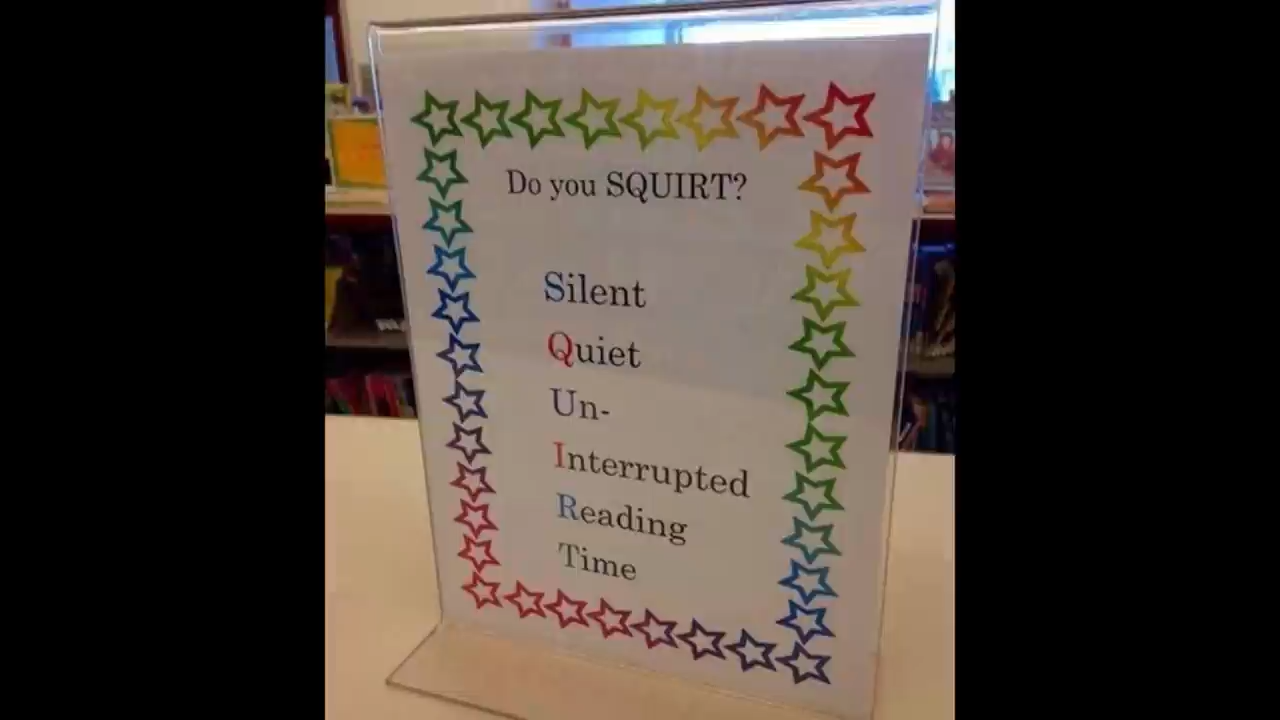 Do you SQUIRT?
Silent
Quiet
Un-
Interrupted
Reading
Time